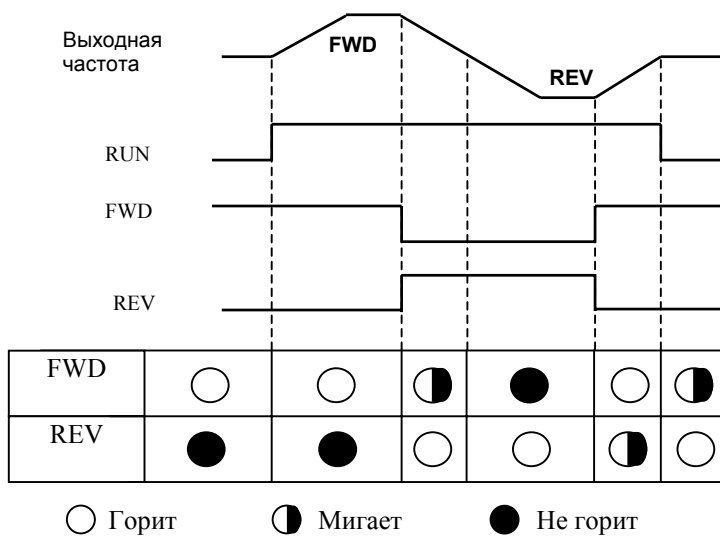 Выходная
частота
FWD
REV
RUN
FWD
REV
FWD
REV
Горит Мигает Не горит